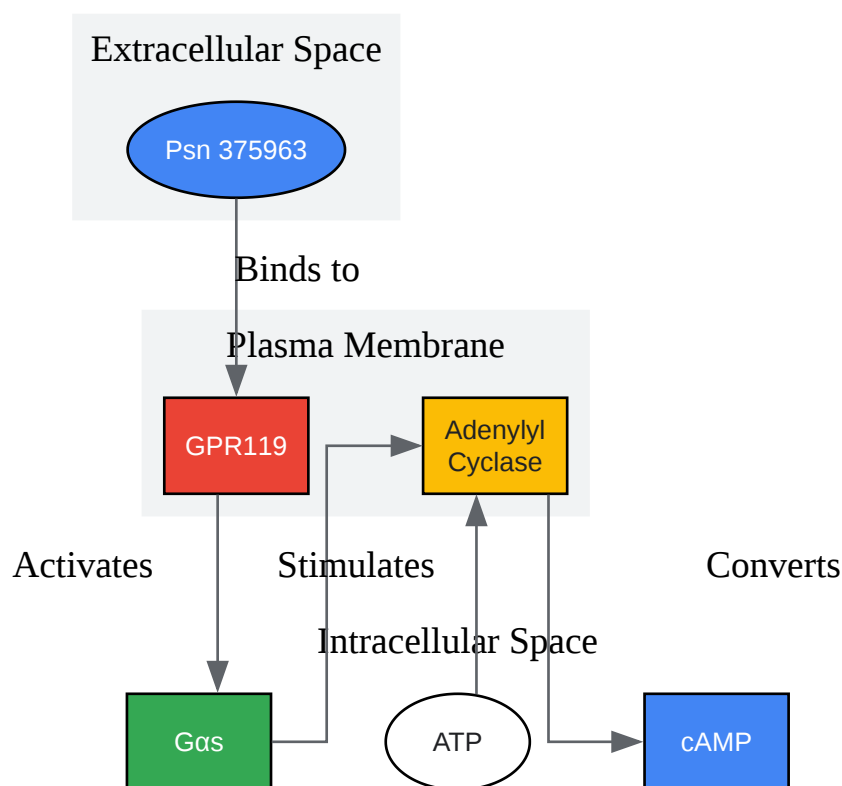 Extracellular Space
Psn 375963
Binds to
Plasma Membrane
GPR119
Adenylyl
Cyclase
Activates
Stimulates
Converts
Intracellular Space
Gαs
ATP
cAMP